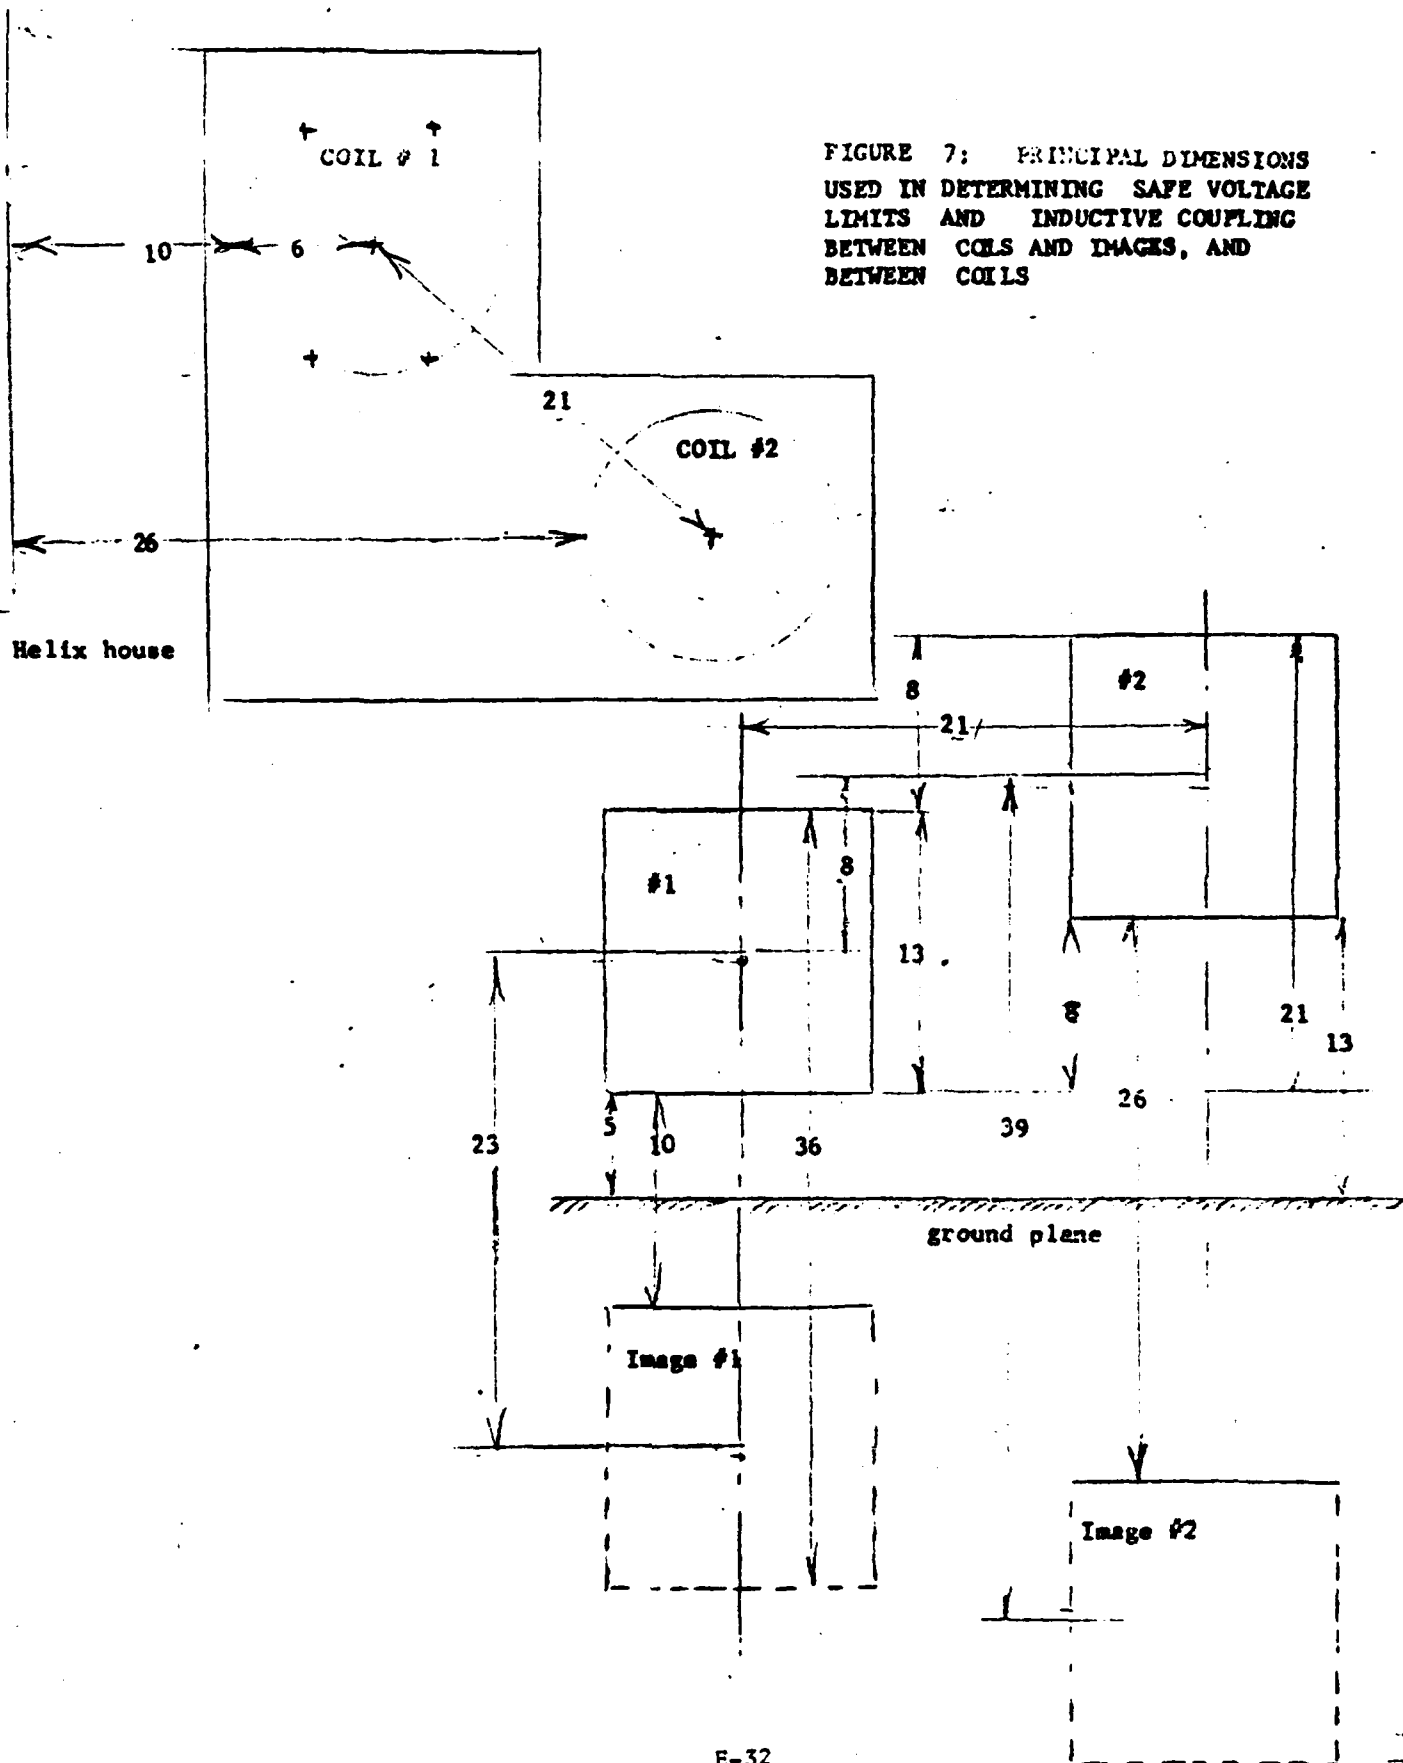 FIGURE 7: PRINCIPAL DIMENSIONS
USED IN DETERMINING SAFE VOLTAGE
LIMITS AND INDUCTIVE COUPLING
BETWEEN COILS AND IMAGES, AND
BETWEEN COILS
COIL # 1
10
6
21
COIL #2
26
Helix house
#2
8
21
#1
8
13
8
21
13
5
10
23
36
39
26
ground plane
Image #1
Image #2
E-32